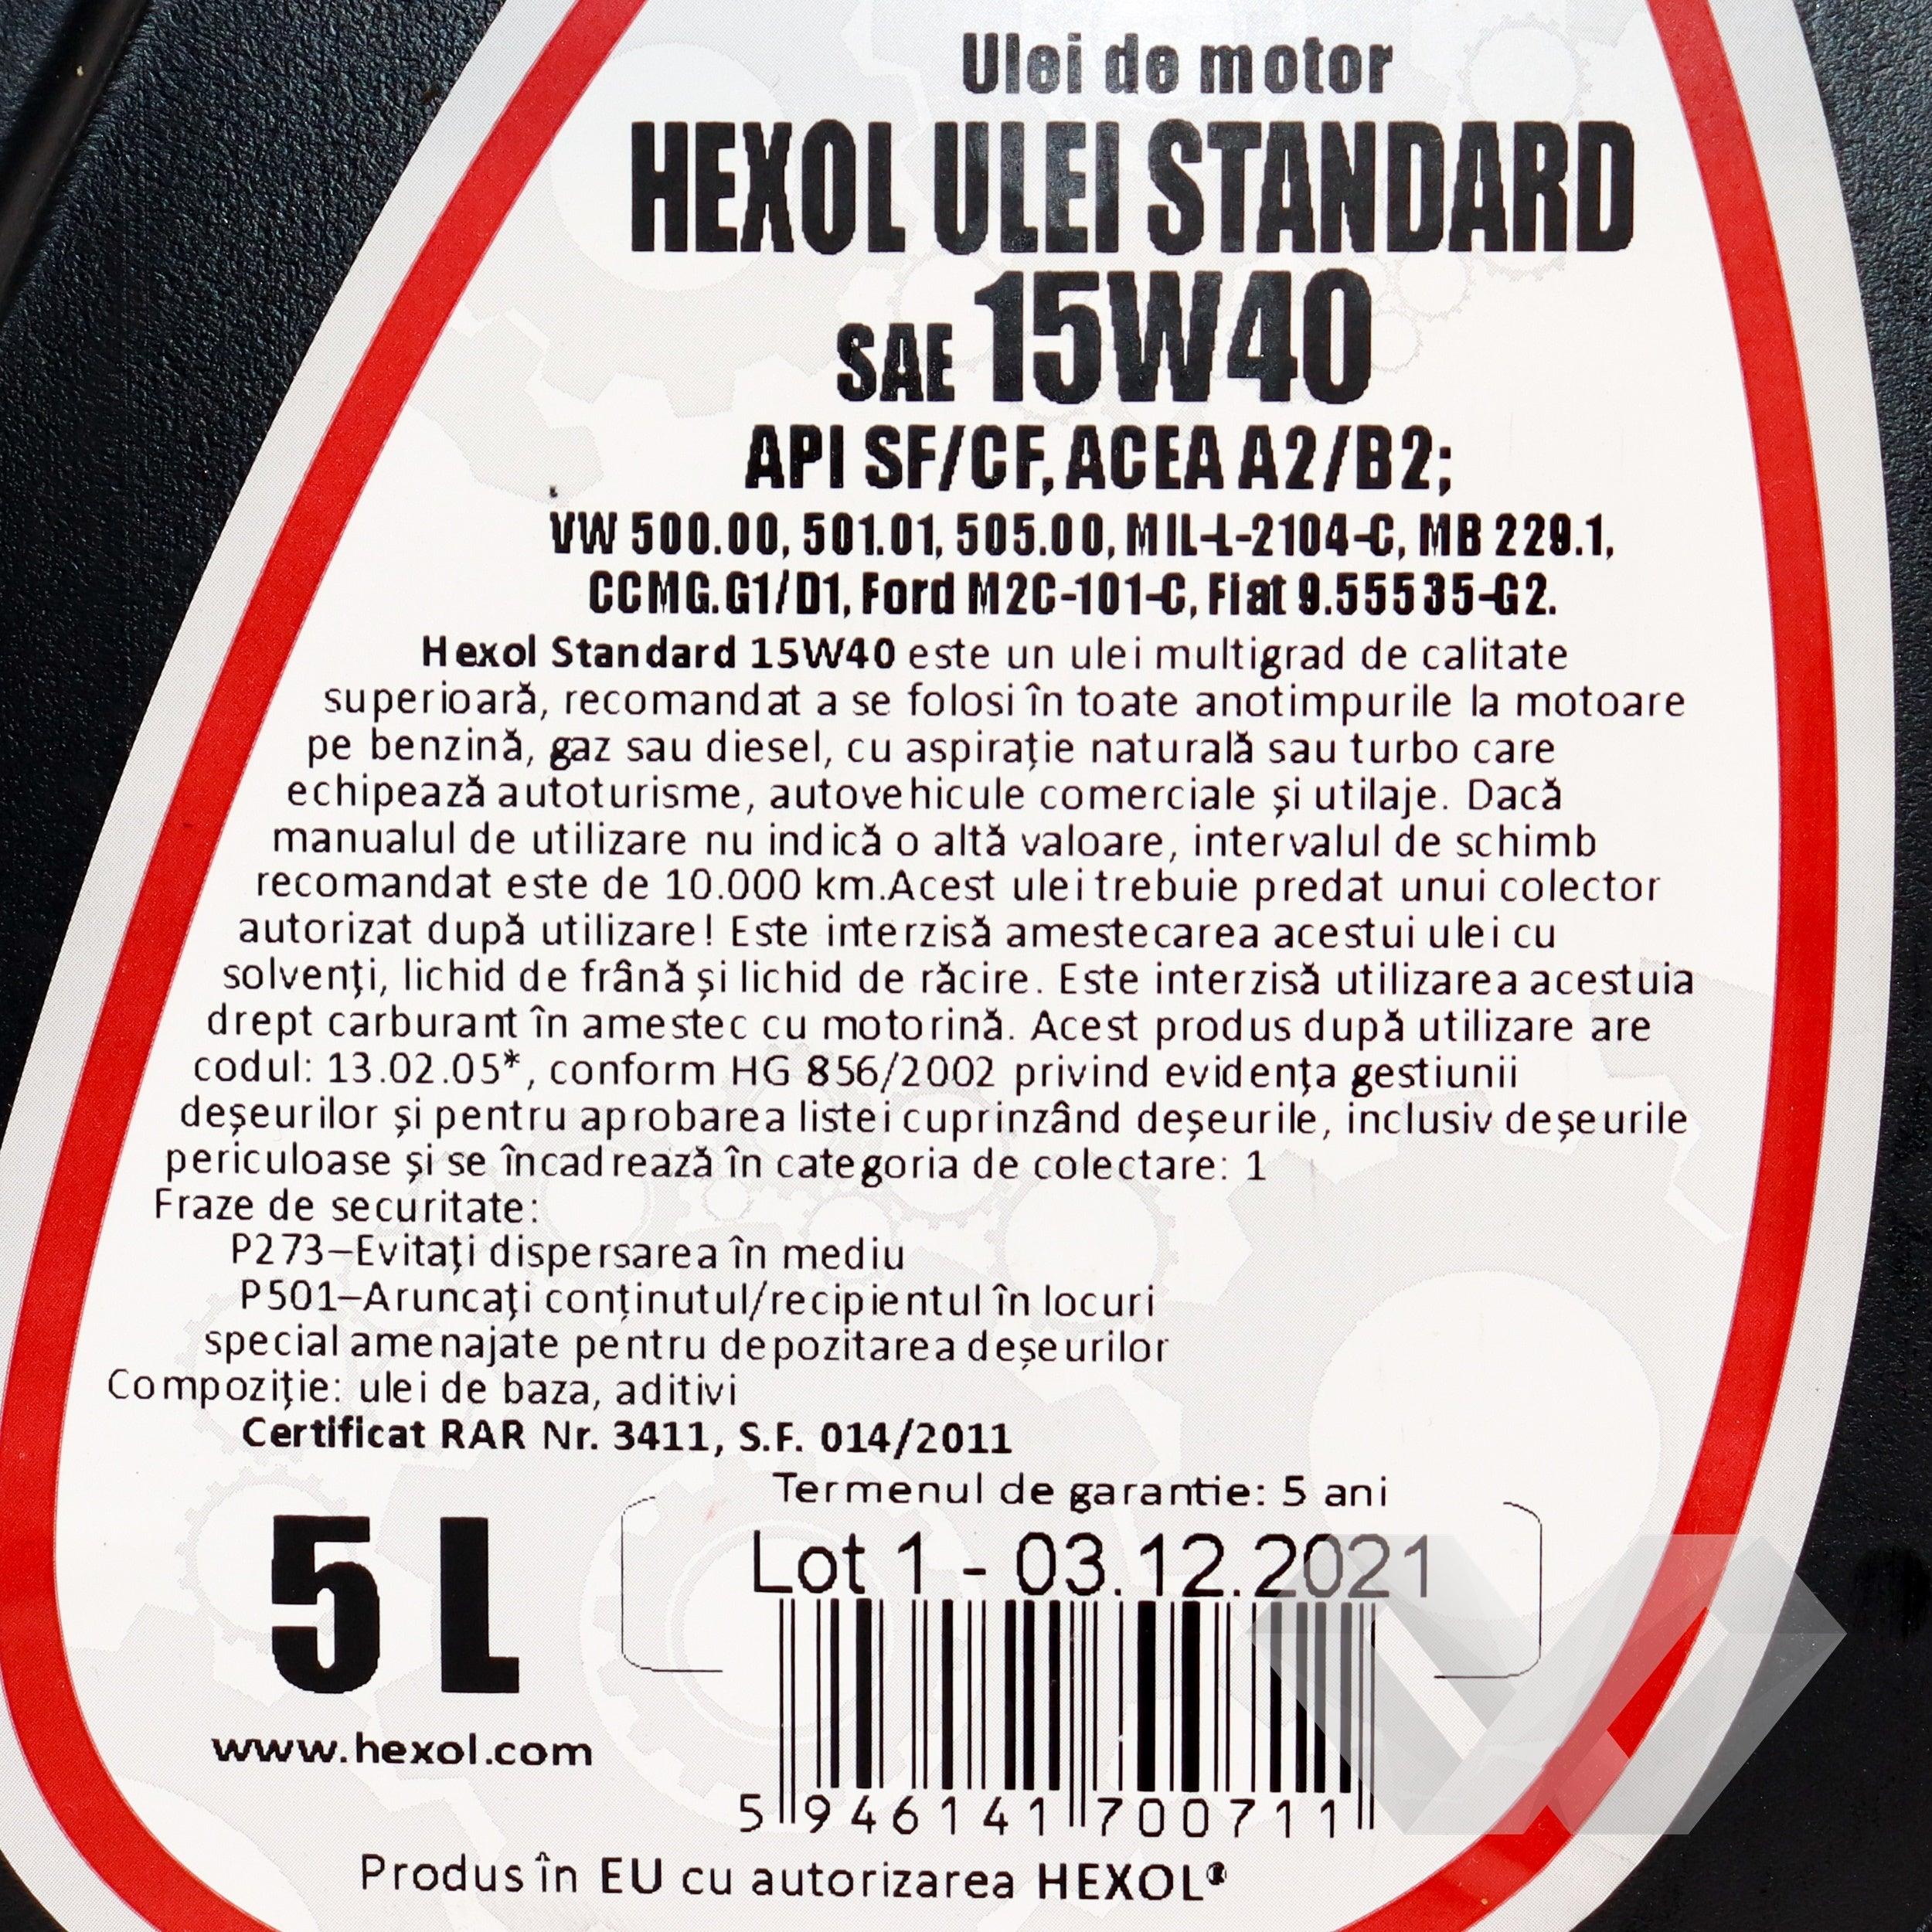 Ulei de motor
HEXOL ULEI STANDARD
SAE 15W40
API SF/CF, ACEA A2/B2;
VW 500.00, 501.01, 505.00, MIL-L-2104-C, MB 229.1,
CCMG.G1/D1, Ford M2C-101-C, Fiat 9.55535-G2.
Hexol Standard 15W40 este un ulei multigrad de calitate
superioară, recomandat a se folosi în toate anotimpurile la motoare
pe benzină, gaz sau diesel, cu aspirație naturală sau turbo care
echipează autoturisme, autovehicule comerciale și utilaje. Dacă
manualul de utilizare nu indică o altă valoare, intervalul de schimb
recomandat este de 10.000 km.Acest ulei trebuie predat unui colector
autorizat după utilizare! Este interzisă amestecarea acestui ulei cu
solvenți, lichid de frână și lichid de răcire. Este interzisă utilizarea acestuia
drept carburant în amestec cu motorină. Acest produs după utilizare are
codul: 13.02.05*, conform HG 856/2002 privind evidența gestiunii
deșeurilor și pentru aprobarea listei cuprinzând deșeurile, inclusiv deșeurile
periculoase și se încadrează în categoria de colectare: 1
Fraze de securitate:
P273–Evitați dispersarea în mediu
P501–Aruncați conținutul/recipientul în locuri
special amenajate pentru depozitarea deșeurilor
Compoziție: ulei de baza, aditivi
Certificat RAR Nr. 3411, S.F. 014/2011
Termenul de garantie: 5 ani
Lot 1 - 03.12.2021
5 L
www.hexol.com
5 946141 700711
Produs în EU cu autorizarea HEXOL®